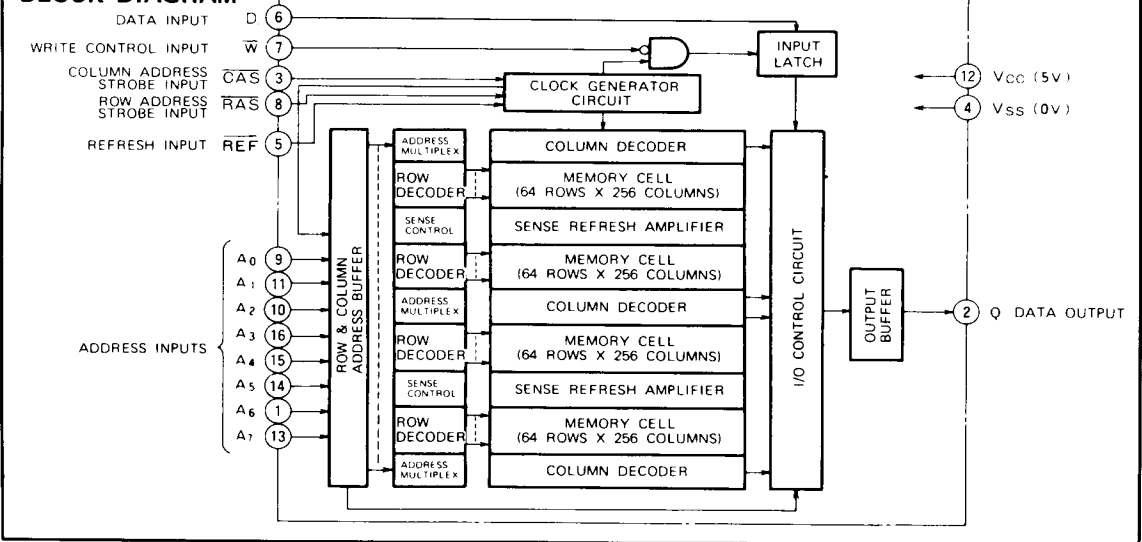 BLOCK DIAGRAM
DATA INPUT D 6
WRITE CONTROL INPUT W̅ 7
COLUMN ADDRESS STROBE INPUT C̅A̅S̅ 3
ROW ADDRESS STROBE INPUT R̅A̅S̅ 8
REFRESH INPUT R̅E̅F̅ 5
ADDRESS INPUTS
A0 9
A1 11
A2 10
A3 16
A4 15
A5 14
A6 1
A7 13
ROW & COLUMN
ADDRESS BUFFER
CLOCK GENERATOR
CIRCUIT
INPUT
LATCH
12 VCC (5V)
4 VSS (0V)
ADDRESS
MULTIPLEX
COLUMN DECODER
ROW
DECODER
MEMORY CELL
(64 ROWS X 256 COLUMNS)
SENSE
CONTROL
SENSE REFRESH AMPLIFIER
ROW
DECODER
MEMORY CELL
(64 ROWS X 256 COLUMNS)
ADDRESS
MULTIPLEX
COLUMN DECODER
ROW
DECODER
MEMORY CELL
(64 ROWS X 256 COLUMNS)
SENSE
CONTROL
SENSE REFRESH AMPLIFIER
ROW
DECODER
MEMORY CELL
(64 ROWS X 256 COLUMNS)
ADDRESS
MULTIPLEX
COLUMN DECODER
I/O CONTROL CIRCUIT
OUTPUT
BUFFER
2 Q DATA OUTPUT